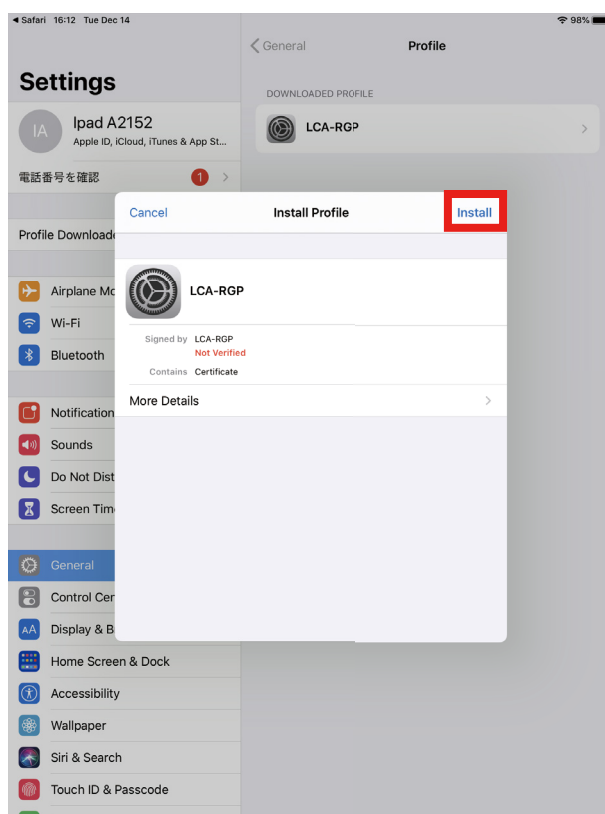 Safari 16:12 Tue Dec 14
98%
General
Profile
Settings
DOWNLOADED PROFILE
IA
Ipad A2152
Apple ID, iCloud, iTunes & App St...
LCA-RGP
電話番号を確認
1
Cancel
Install Profile
Install
Profile Downloade
LCA-RGP
Signed by LCA-RGP
Not Verified
Contains Certificate
More Details
Airplane Mo
Wi-Fi
Bluetooth
Notification
Sounds
Do Not Dist
Screen Tim
General
Control Cen
AA
Display & B
Home Screen & Dock
Accessibility
Wallpaper
Siri & Search
Touch ID & Passcode